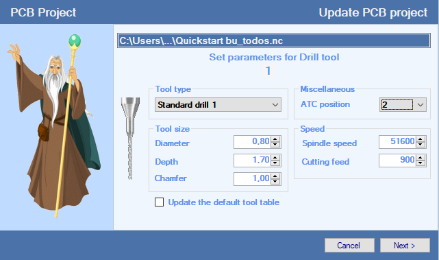 PCB Project
Update PCB project
C:\Users\...\Quickstart bu_todos.nc
Set parameters for Drill tool
1
Tool type
Standard drill 1
Miscellaneous
ATC position
2
Tool size
Diameter
0,80
Depth
1,70
Chamfer
1,00
Speed
Spindle speed
51600
Cutting feed
900
Update the default tool table
Cancel
Next >